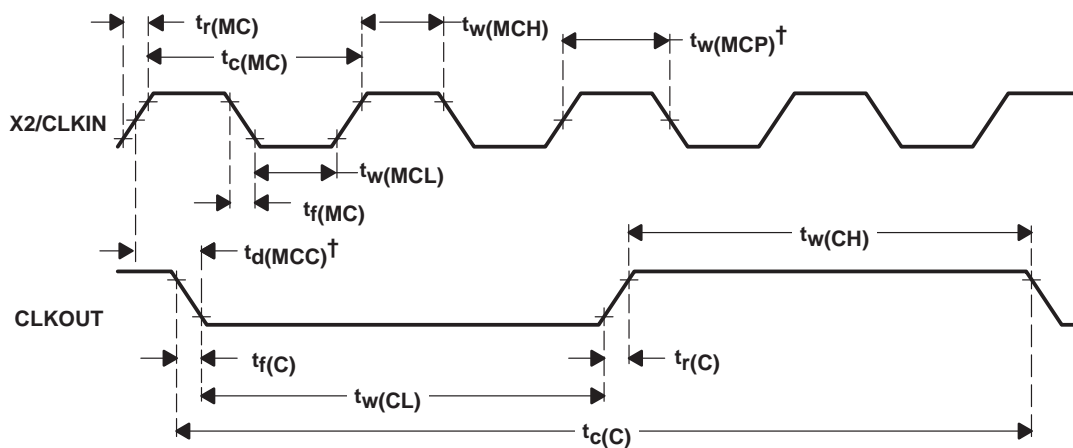 tr(MC)
tw(MCH)
tw(MCP)†
tc(MC)
X2/CLKIN
tw(MCL)
tf(MC)
tw(CH)
td(MCC)†
CLKOUT
tf(C)
tr(C)
tw(CL)
tc(C)